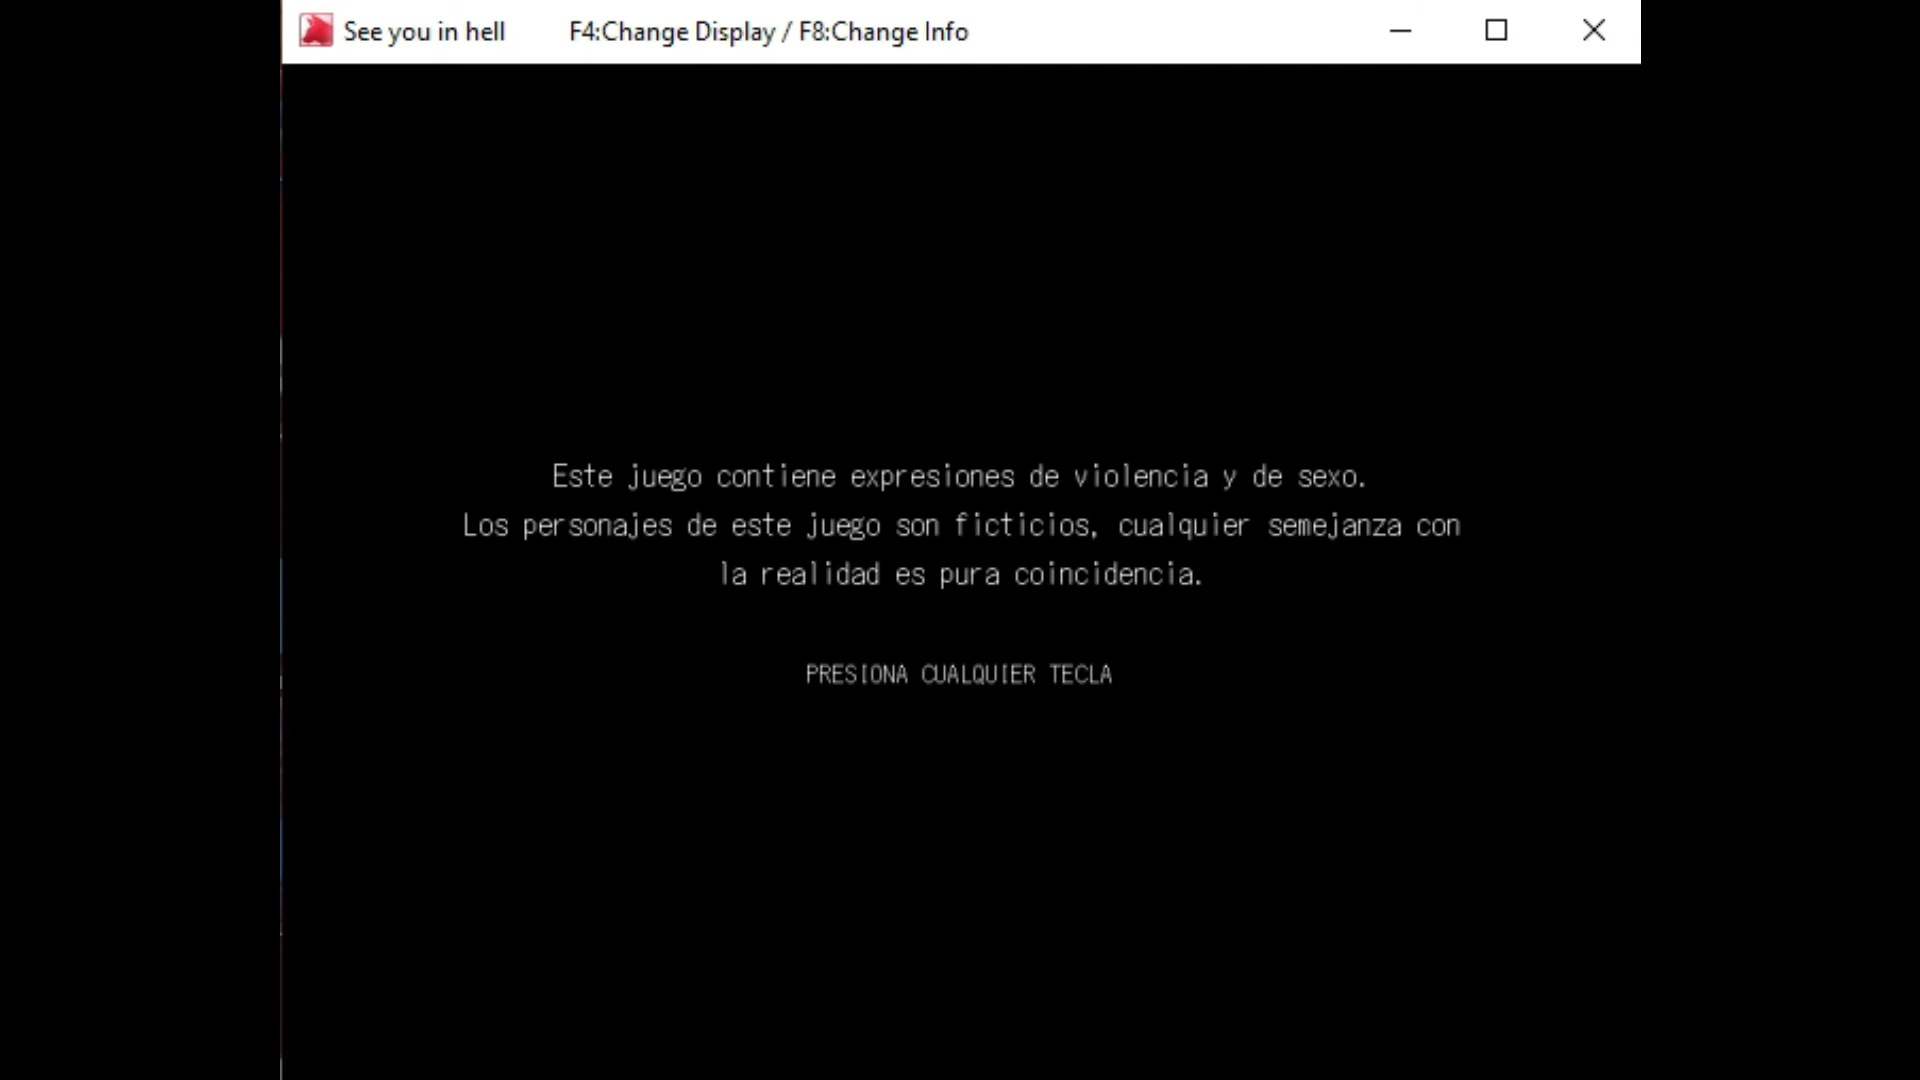 See you in hell F4:Change Display / F8:Change Info
Este juego contiene expresiones de violencia y de sexo.
Los personajes de este juego son ficticios, cualquier semejanza con
la realidad es pura coincidencia.
PRESIONA CUALQUIER TECLA